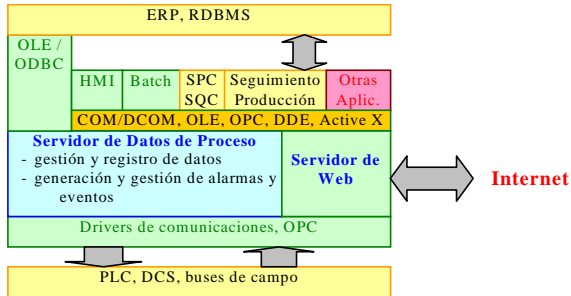 ERP, RDBMS
OLE /
ODBC
HMI
Batch
SPC
SQC
Seguimiento
Producción
Otras
Aplic.
COM/DCOM, OLE, OPC, DDE, Active X
Servidor de Datos de Proceso
- gestión y registro de datos
- generación y gestión de alarmas y
eventos
Servidor de
Web
Internet
Drivers de comunicaciones, OPC
PLC, DCS, buses de campo